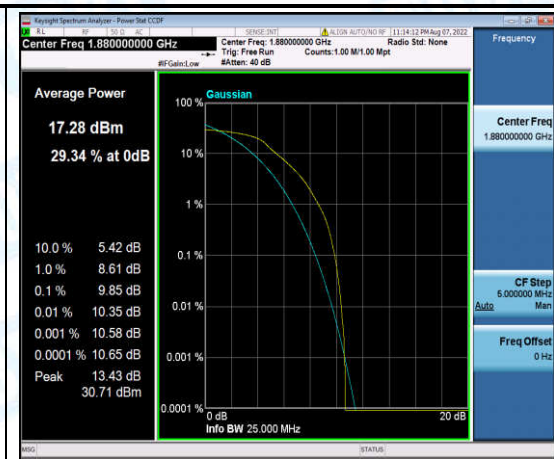 Keysight Spectrum Analyzer - Power Stat CCDF
RL RF 50 Ω AC SENSE:INT ALIGN AUTO/NO RF 11:14:12 PM Aug 07, 2022
Center Freq 1.880000000 GHz
Center Freq: 1.880000000 GHz Radio Std: None
Trig: Free Run Counts:1.00 M/1.00 Mpt
#IFGain:Low #Atten: 40 dB
Frequency
Average Power
17.28 dBm
29.34 % at 0dB
10.0 % 5.42 dB
1.0 % 8.61 dB
0.1 % 9.85 dB
0.01 % 10.35 dB
0.001 % 10.58 dB
0.0001 % 10.65 dB
Peak 13.43 dB
30.71 dBm
Gaussian
100 %
10 %
1 %
0.1 %
0.01 %
0.001 %
0.0001 %
0 dB 20 dB
Info BW 25.000 MHz
Center Freq
1.880000000 GHz
CF Step
5.000000 MHz
Auto Man
Freq Offset
0 Hz
MSG STATUS